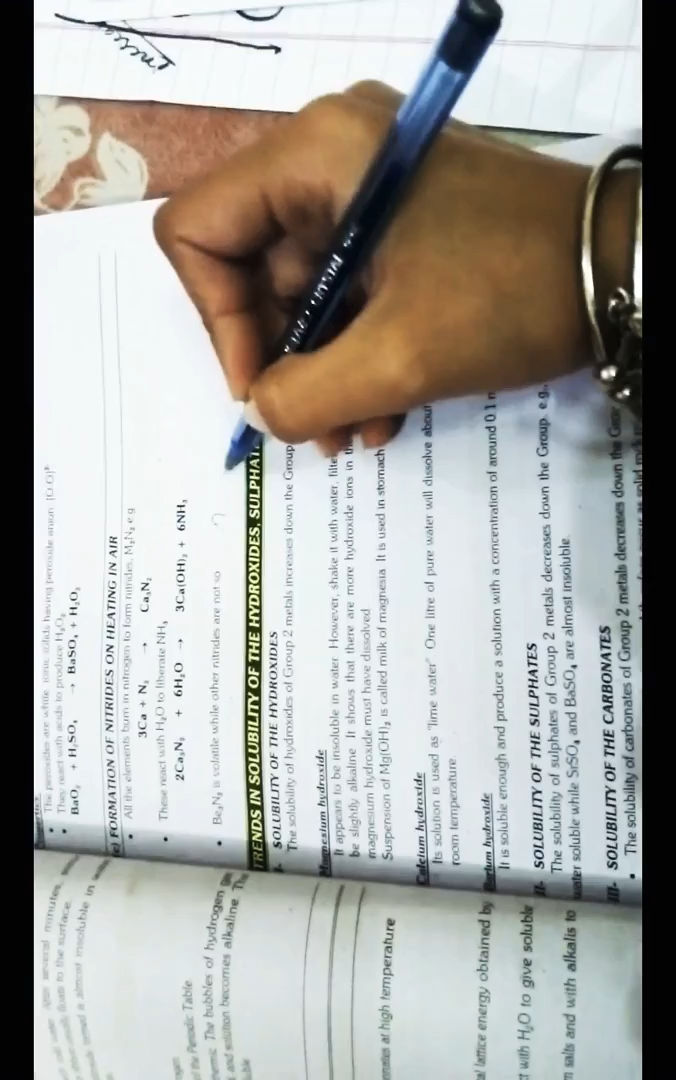 The peroxides are white, ionic solids having peroxide anion
They react with acids to produce H₂O₂
BaO₂ + H₂SO₄ → BaSO₄ + H₂O₂
FORMATION OF NITRIDES ON HEATING IN AIR
• All the elements burn in nitrogen to form nitrides, M₃N₂ e.g
3Ca + N₂ → Ca₃N₂
• These react with H₂O to liberate NH₃
2Ca₃N₂ + 6H₂O → 3Ca(OH)₂ + 6NH₃
• Be₃N₂ is volatile while other nitrides are not so
TRENDS IN SOLUBILITY OF THE HYDROXIDES, SULPHAT
I- SOLUBILITY OF THE HYDROXIDES
The solubility of hydroxides of Group 2 metals increases down the Group
Magnesium hydroxide
It appears to be insoluble in water However, shake it with water, filte
be slightly alkaline. It shows that there are more hydroxide ions in th
magnesium hydroxide must have dissolved
Suspension of Mg(OH)₂ is called milk of magnesia It is used in stomach
Calcium hydroxide
Its solution is used as "lime water" One litre of pure water will dissolve about
room temperature
Barium hydroxide
It is soluble enough and produce a solution with a concentration of around 0.1
II- SOLUBILITY OF THE SULPHATES
The solubility of sulphates of Group 2 metals decreases down the Group. e.g.,
water soluble while SrSO₄ and BaSO₄ are almost insoluble.
III- SOLUBILITY OF THE CARBONATES
• The solubility of carbonates of Group 2 metals decreases down the
several minutes,
floats to the surface.
almost insoluble in
the Periodic Table.
The bubbles of hydrogen
and solution becomes alkaline. The
at high temperature
lattice energy obtained by
with H₂O to give soluble
salts and with alkalis to
CRYSTAL